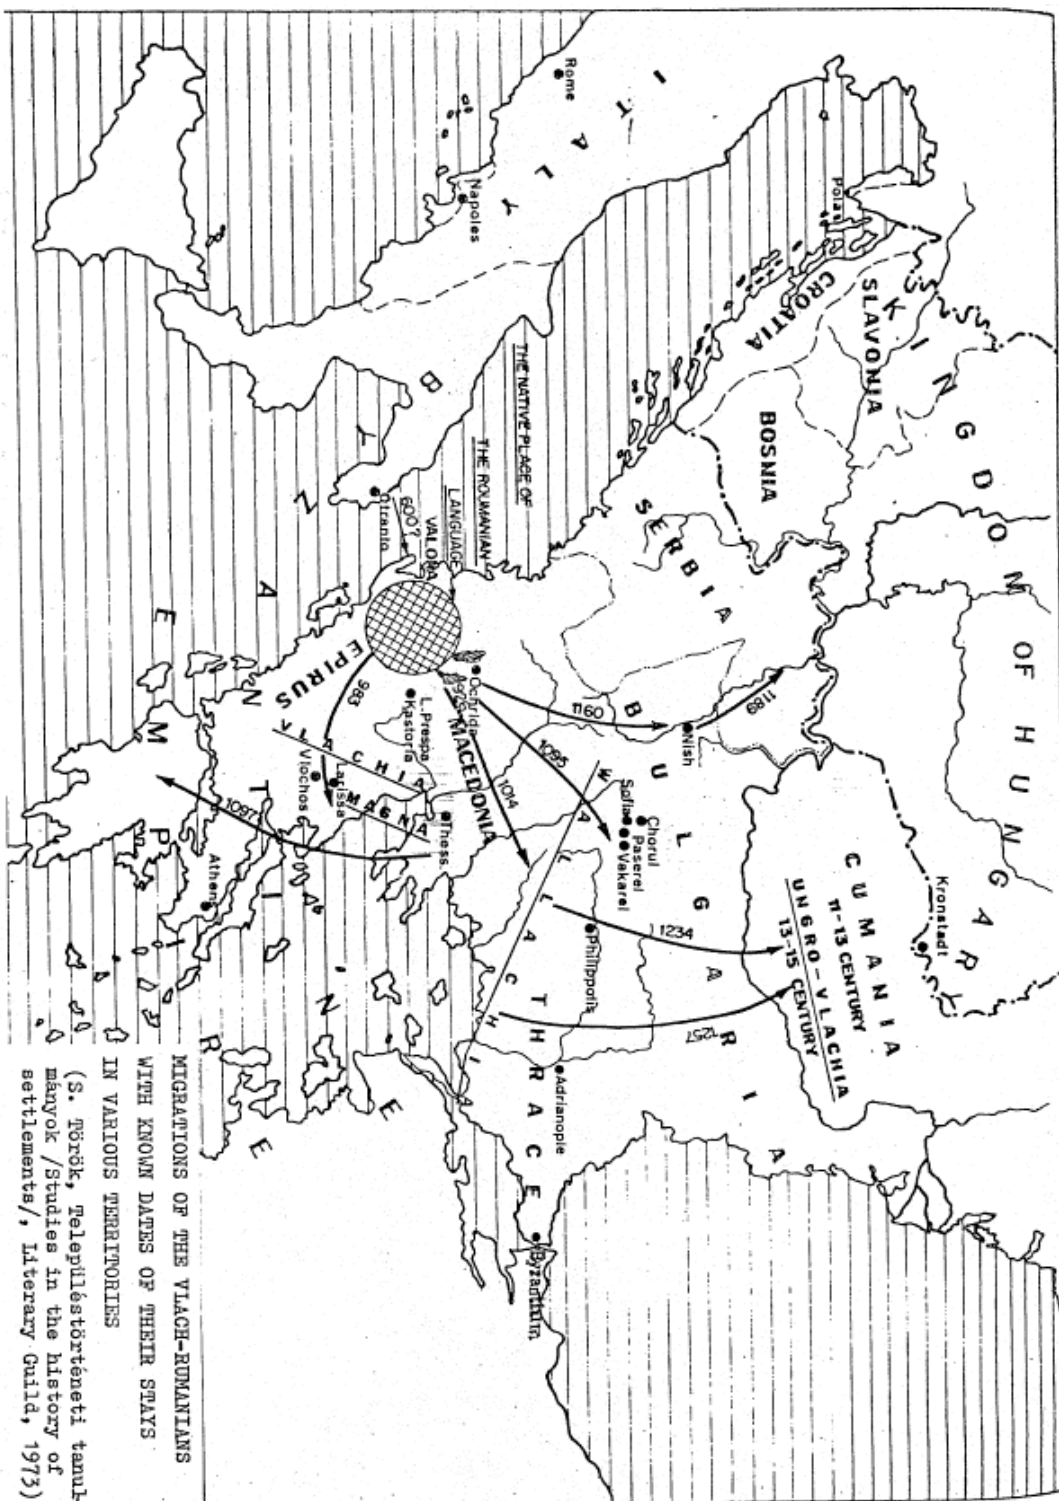 KINGDOM OF HUNGARY
ITALY
Rome
Napoles
Polas
CROATIA
SLAVONIA
BOSNIA
SERBIA
BULGARIA
CUMANIA
11-13 CENTURY
UNGRO-VLACHIA
13-15 CENTURY
Kronstadt
THE NATIVE PLACE OF
THE ROUMANIAN
LANGUAGE
VALONA
600?
Otranto
BYZANTINE
EMPIRE
EPIRUS
Ochrida
L.Prespa
Kastoria
MACEDONIA
983
1160
1189
1095
1014
1097
1234
1257
Nish
Sofia
Chorul
Paserel
Vakarel
Philippolis
WALLACHIA
THRACE
Adrianople
Byzanthium
VLACHIA MAGNA
Vlochos
Larissa
Thess.
Athens
MIGRATIONS OF THE VLACH-RUMANIANS
WITH KNOWN DATES OF THEIR STAYS
IN VARIOUS TERRITORIES
(S. Török, Településtörténeti tanul-
mányok /Studies in the history of
settlements/, Literary Guild, 1973)